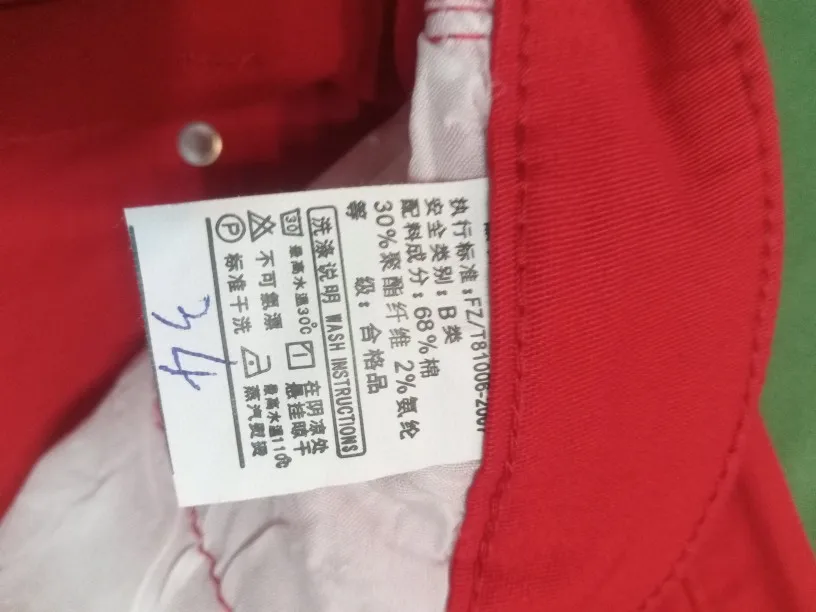 执行标准:FZ/T81006-2007
安全类别:B类
配料成分:68%棉
30%聚酯纤维 2%氨纶
等 级:合格品
洗涤说明 WASH INSTRUCTIONS
30 最高水温30℃ 在阴凉处悬挂晾干
不可氯漂 最高水温110℃蒸汽熨烫
P 标准干洗
34